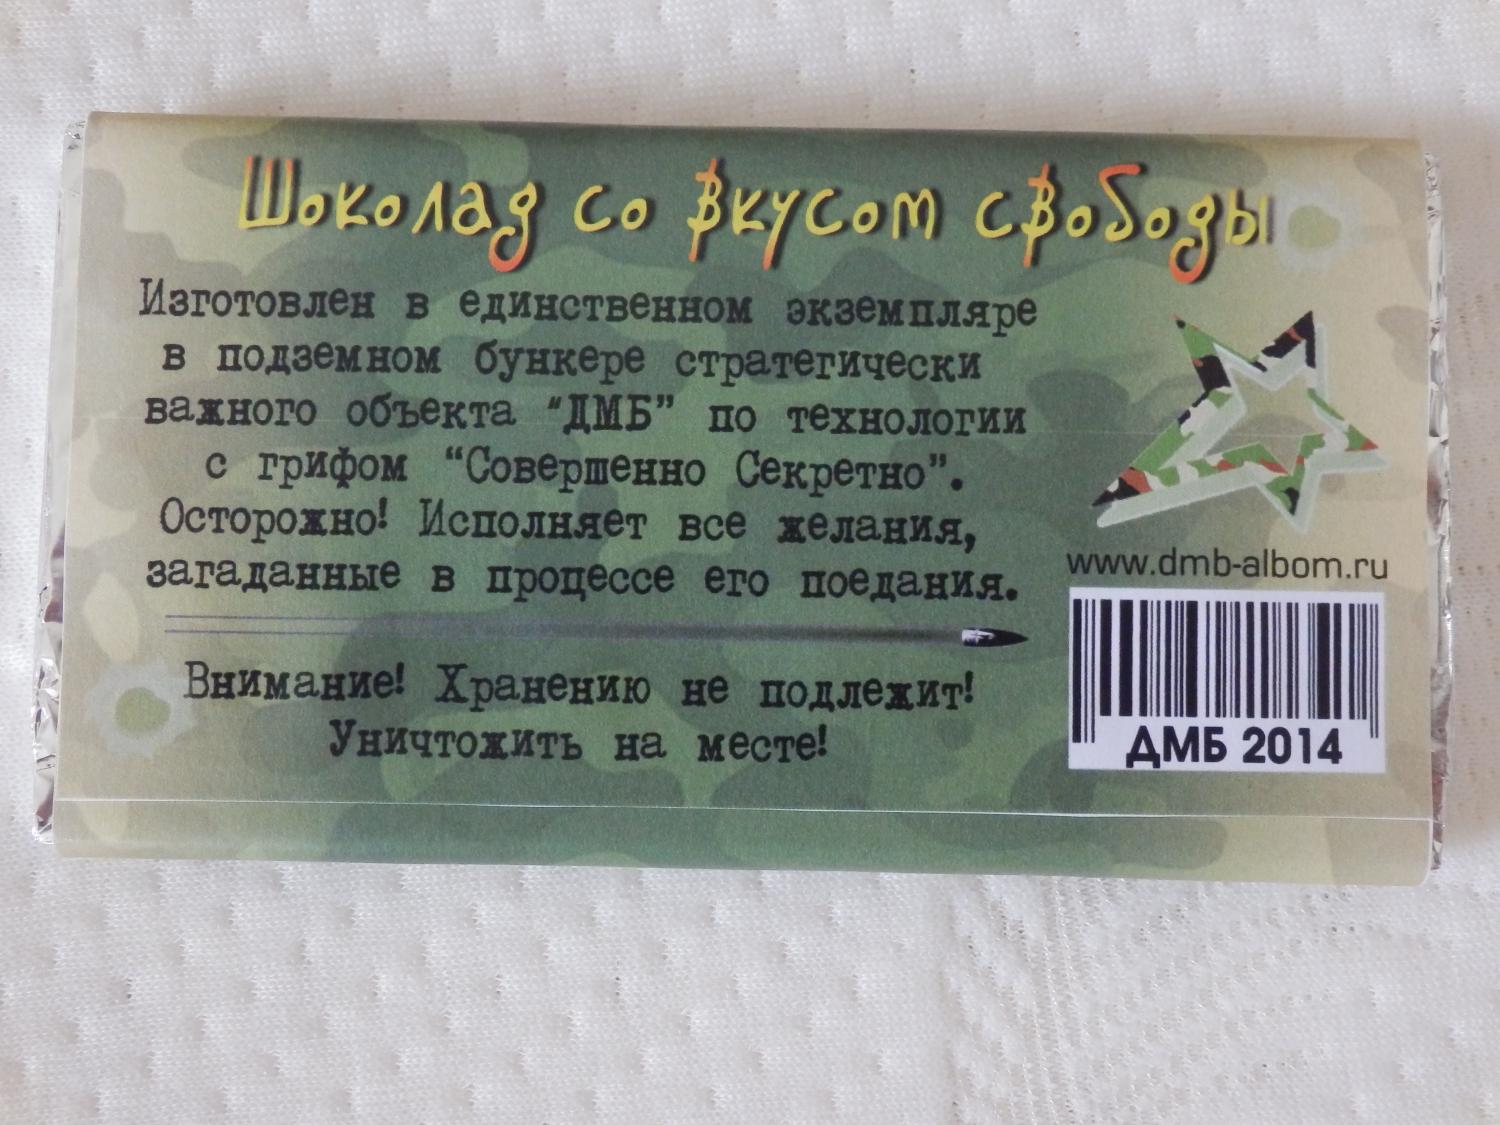 Шоколад со вкусом свободы
Изготовлен в единственном экземпляре
в подземном бункере стратегически
важного объекта “ДМБ” по технологии
с грифом “Совершенно Секретно”.
Осторожно! Исполняет все желания,
загаданные в процессе его поедания.
Внимание! Хранению не подлежит!
Уничтожить на месте!
www.dmb-albom.ru
ДМБ 2014